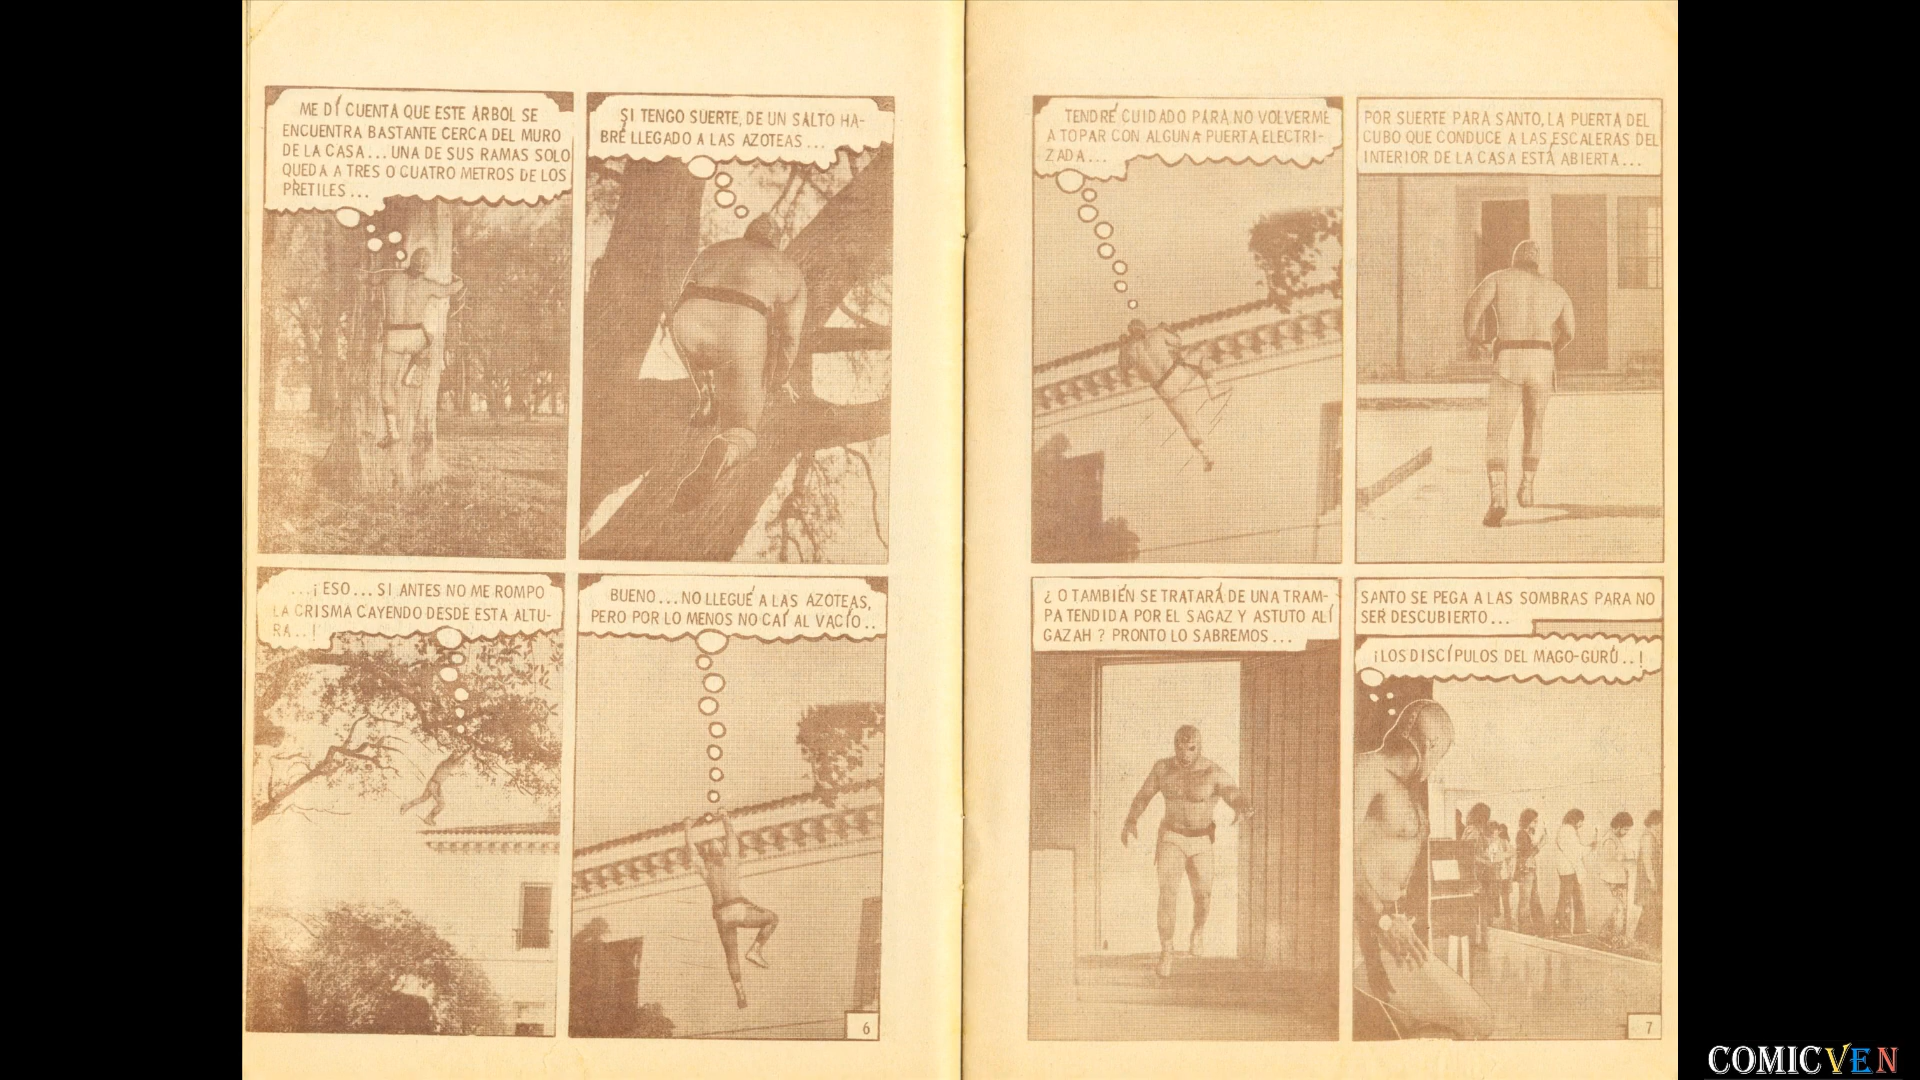 ME DÍ CUENTA QUE ESTE ARBOL SE
ENCUENTRA BASTANTE CERCA DEL MURO
DE LA CASA... UNA DE SUS RAMAS SOLO
QUEDA A TRES O CUATRO METROS DE LOS
PRETILES...
SI TENGO SUERTE, DE UN SALTO HA-
BRÉ LLEGADO A LAS AZOTEAS...
...¡ESO... SI ANTES NO ME ROMPO
LA CRISMA CAYENDO DESDE ESTA ALTU-
RA..!
BUENO... NO LLEGUÉ A LAS AZOTEAS,
PERO POR LO MENOS NO CAÍ AL VACÍO..
6
TENDRÉ CUIDADO PARA NO VOLVERME
A TOPAR CON ALGUNA PUERTA ELECTRI-
ZADA...
POR SUERTE PARA SANTO, LA PUERTA DEL
CUBO QUE CONDUCE A LAS ESCALERAS DEL
INTERIOR DE LA CASA ESTÁ ABIERTA...
¿O TAMBIÉN SE TRATARÁ DE UNA TRAM-
PA TENDIDA POR EL SAGAZ Y ASTUTO ALÍ
GAZAH? PRONTO LO SABREMOS...
SANTO SE PEGA A LAS SOMBRAS PARA NO
SER DESCUBIERTO...
¡LOS DISCÍPULOS DEL MAGO-GURÚ..!
7
COMICVEN